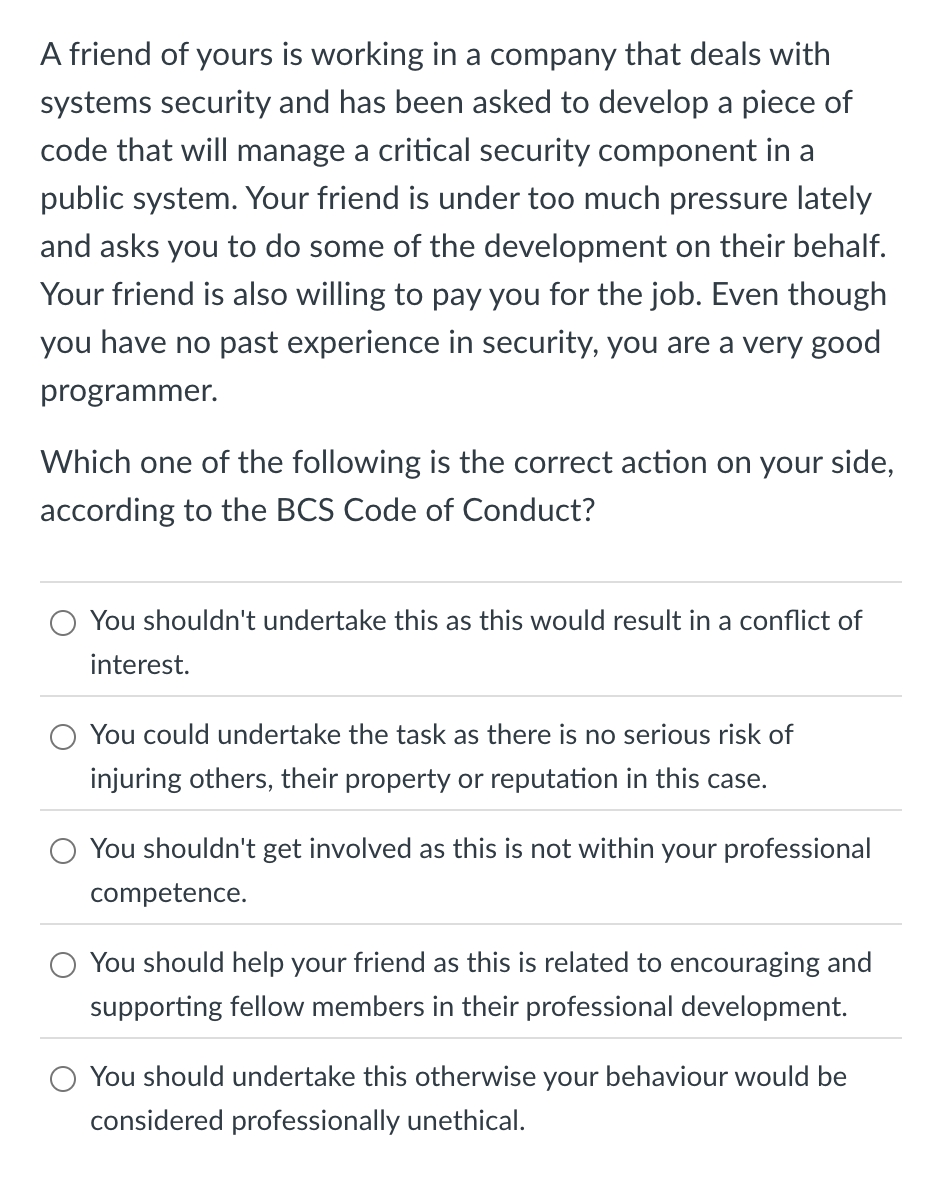 A friend of yours is working in a company that deals with
systems security and has been asked to develop a piece of
code that will manage a critical security component in a
public system. Your friend is under too much pressure lately
and asks you to do some of the development on their behalf.
Your friend is also willing to pay you for the job. Even though
you have no past experience in security, you are a very good
programmer.
Which one of the following is the correct action on your side,
according to the BCS Code of Conduct?
You shouldn't undertake this as this would result in a conflict of
interest.
You could undertake the task as there is no serious risk of
injuring others, their property or reputation in this case.
You shouldn't get involved as this is not within your professional
competence.
You should help your friend as this is related to encouraging and
supporting fellow members in their professional development.
You should undertake this otherwise your behaviour would be
considered professionally unethical.